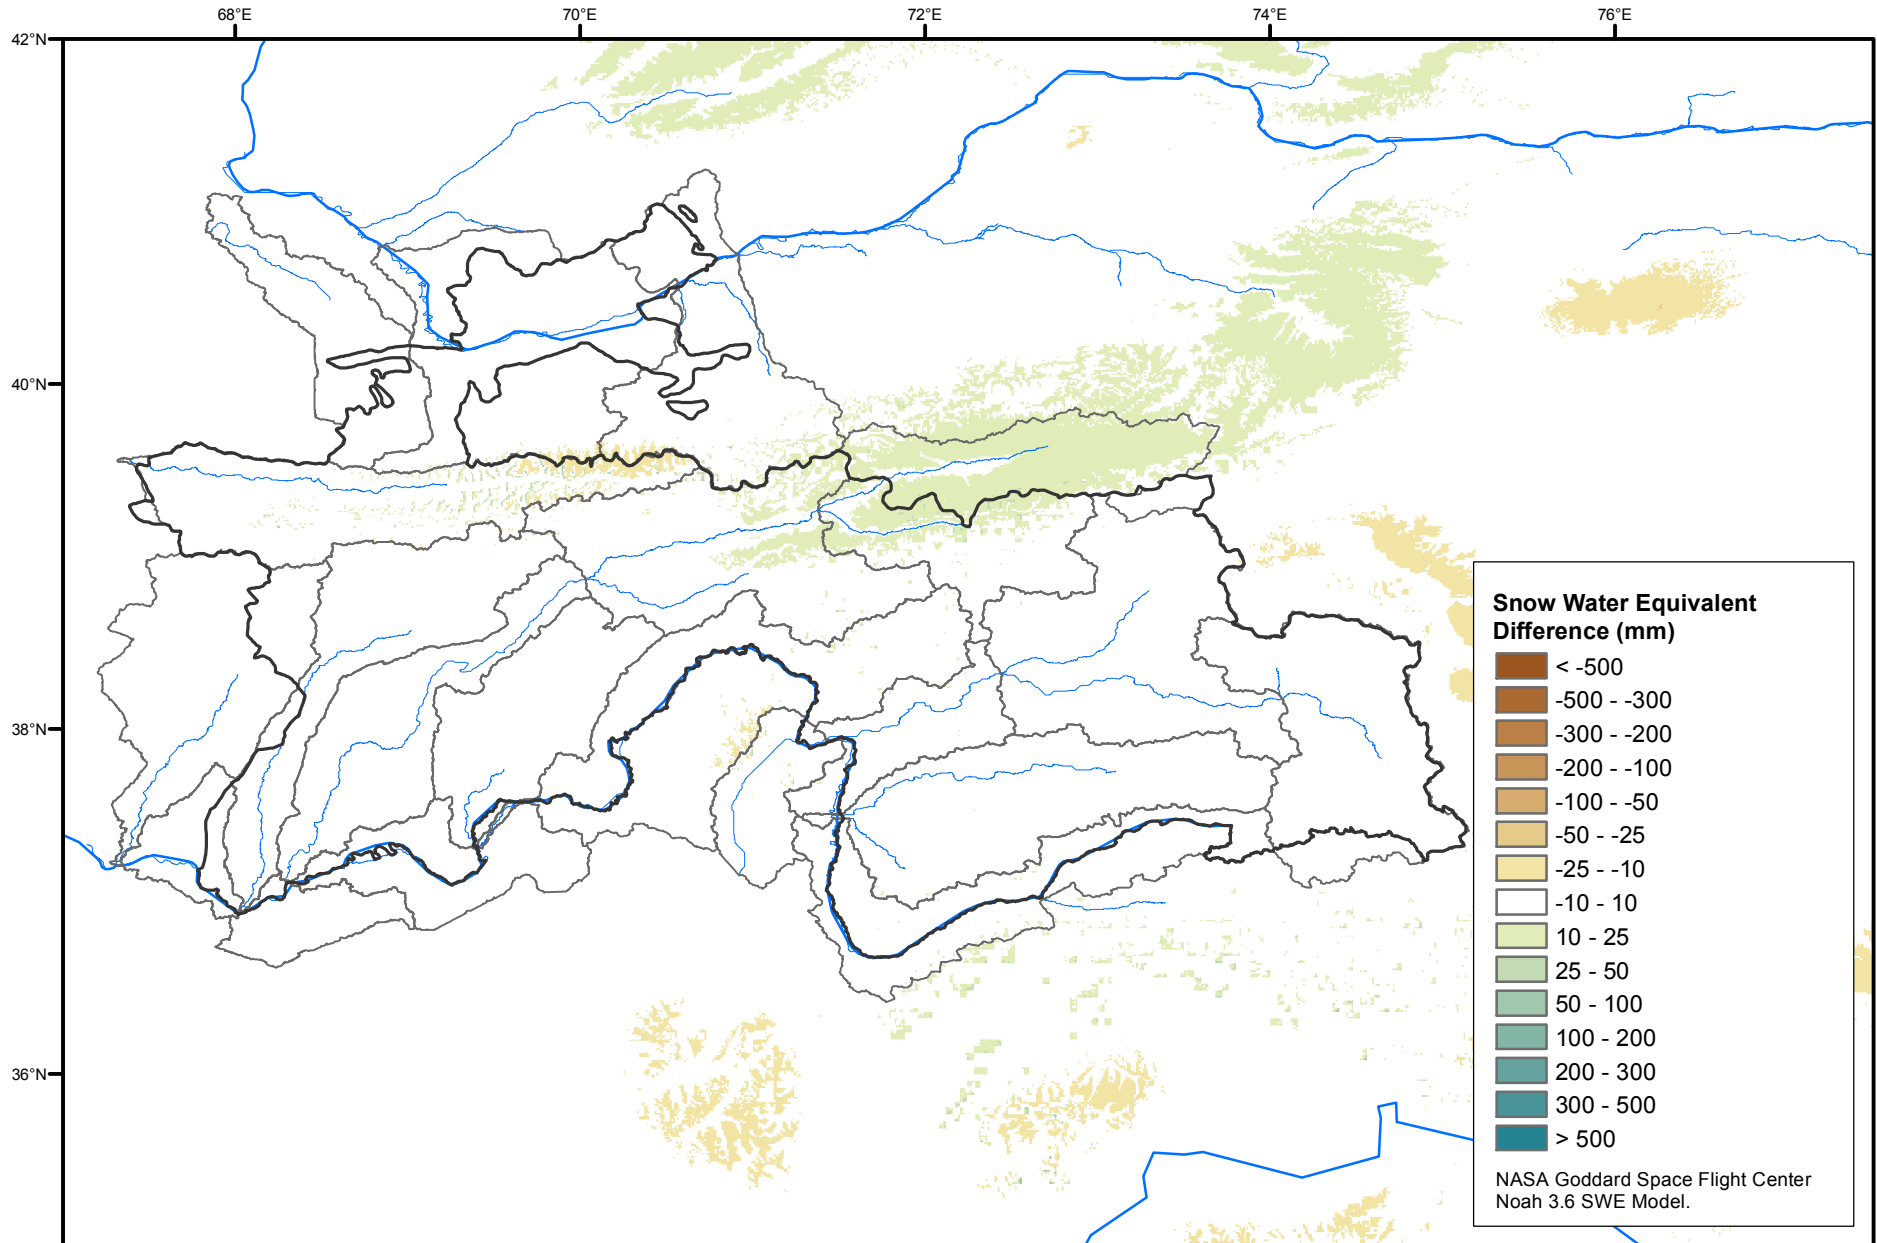 68°E
70°E
72°E
74°E
76°E
42°N
40°N
38°N
36°N
Snow Water Equivalent
Difference (mm)
< -500
-500 - -300
-300 - -200
-200 - -100
-100 - -50
-50 - -25
-25 - -10
-10 - 10
10 - 25
25 - 50
50 - 100
100 - 200
200 - 300
300 - 500
> 500
NASA Goddard Space Flight Center
Noah 3.6 SWE Model.